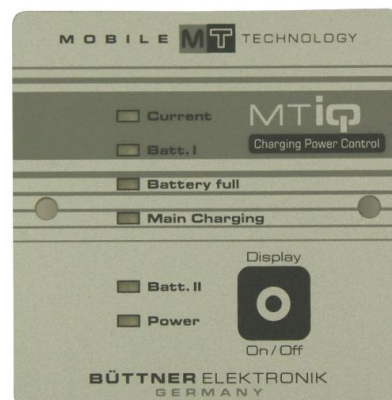 MOBILE MT TECHNOLOGY
Current
MTiQ
Batt. I
Charging Power Control
Battery full
Main Charging
Display
Batt. II
Power
On / Off
BÜTTNER ELEKTRONIK
GERMANY